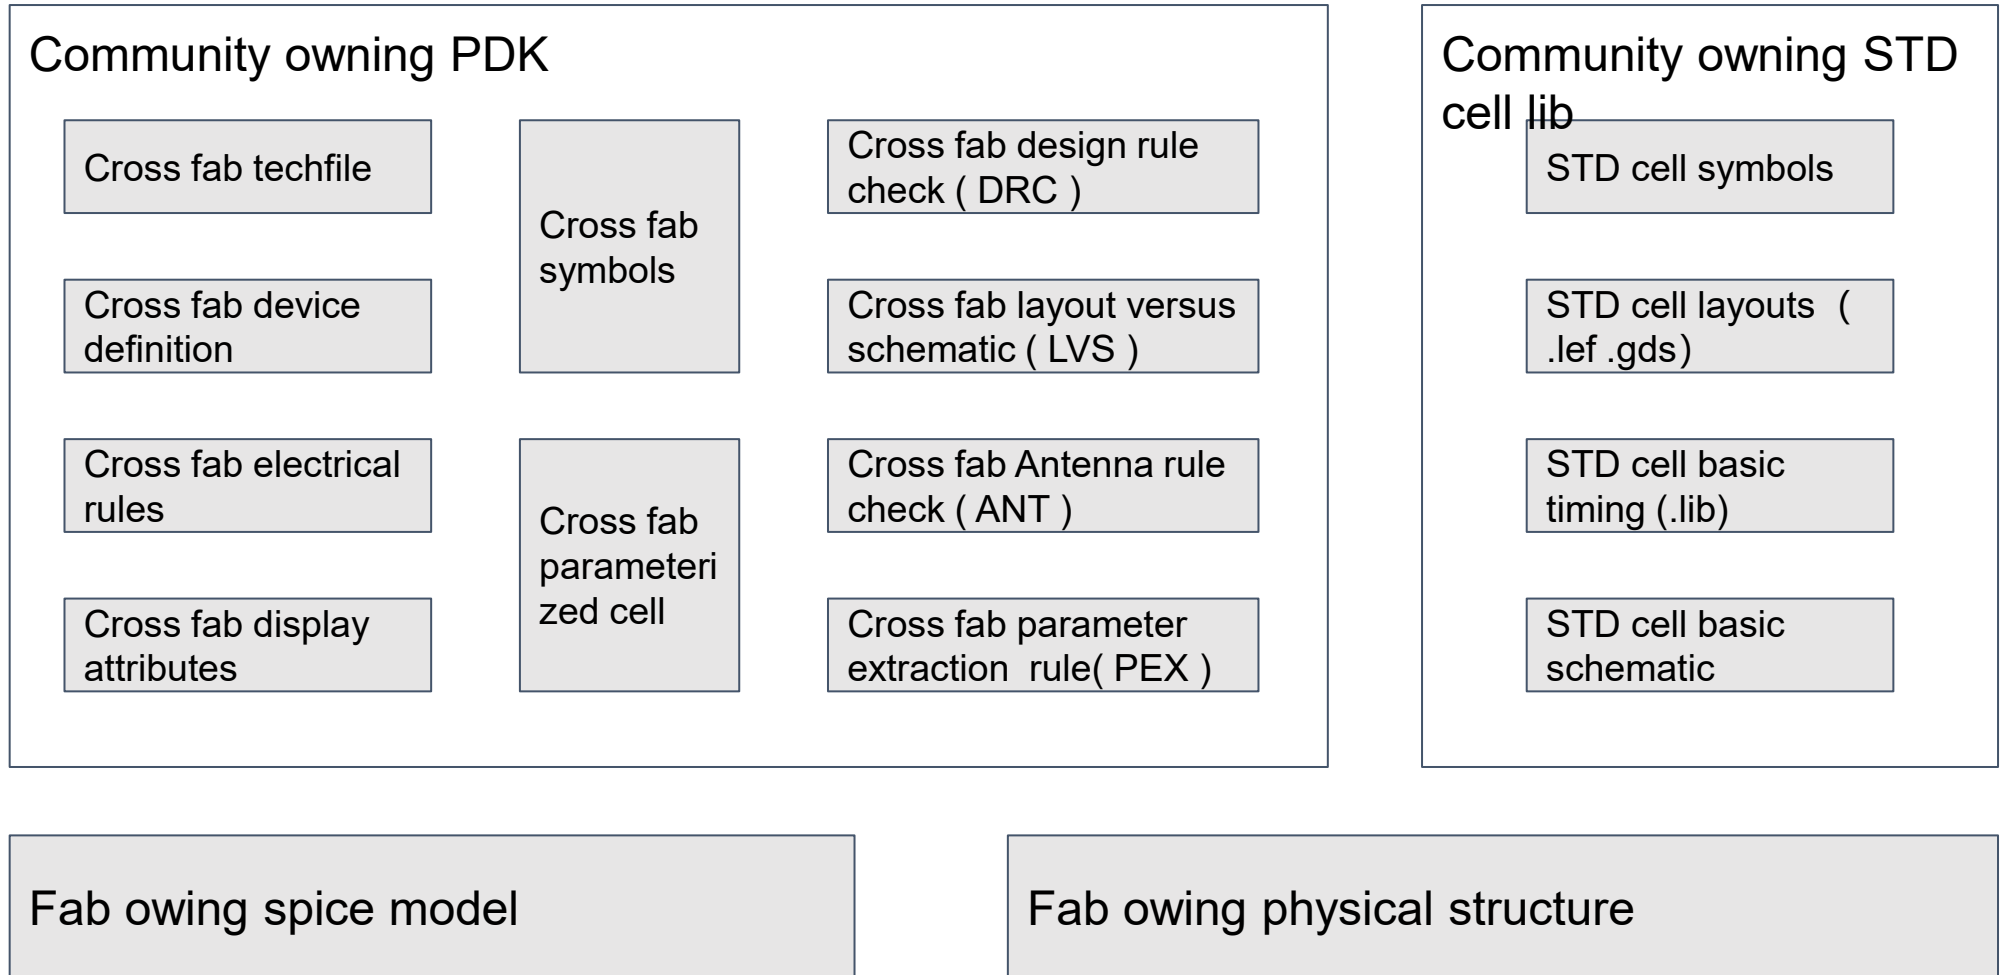 Community owning PDK
Cross fab techfile
Cross fab device
definition
Cross fab electrical
rules
Cross fab display
attributes
Cross fab
symbols
Cross fab
parameteri
zed cell
Cross fab design rule
check ( DRC )
Cross fab layout versus
schematic ( LVS )
Cross fab Antenna rule
check ( ANT )
Cross fab parameter
extraction  rule( PEX )
Community owning STD
cell lib
STD cell symbols
STD cell layouts  (
.lef .gds)
STD cell basic
timing (.lib)
STD cell basic
schematic
Fab owing spice model
Fab owing physical structure